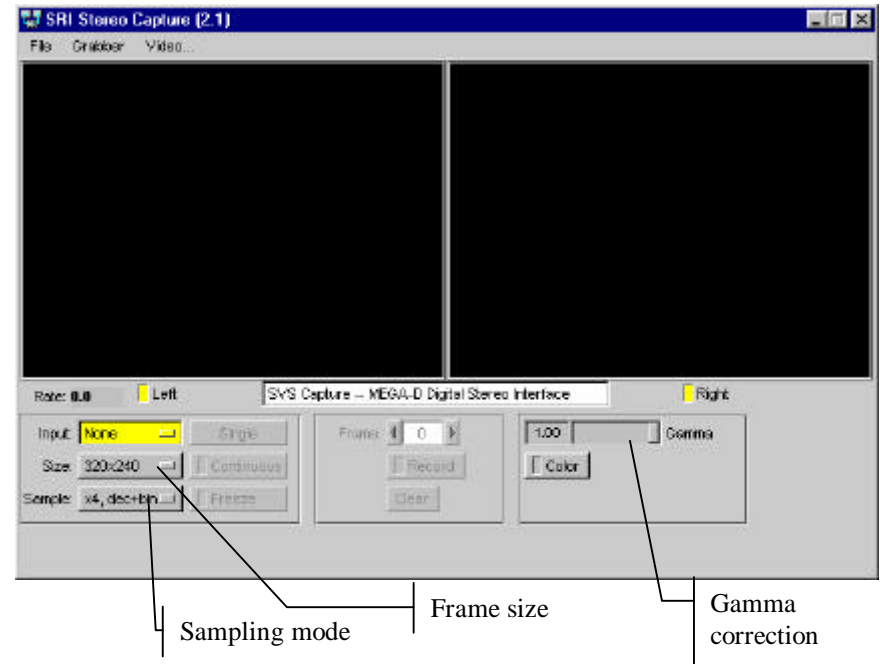 SRI Stereo Capture (2.1)
File Grabber Video...
Rate: 0.0 Left SVS Capture -- MEGA-D Digital Stereo Interface Right
Input: None Single Frame: 0 1.00 Gamma
Size: 320x240 Continuous Record Color
Sample: x4, dec+bin Freeze Clear
Frame size
Sampling mode
Gamma
correction